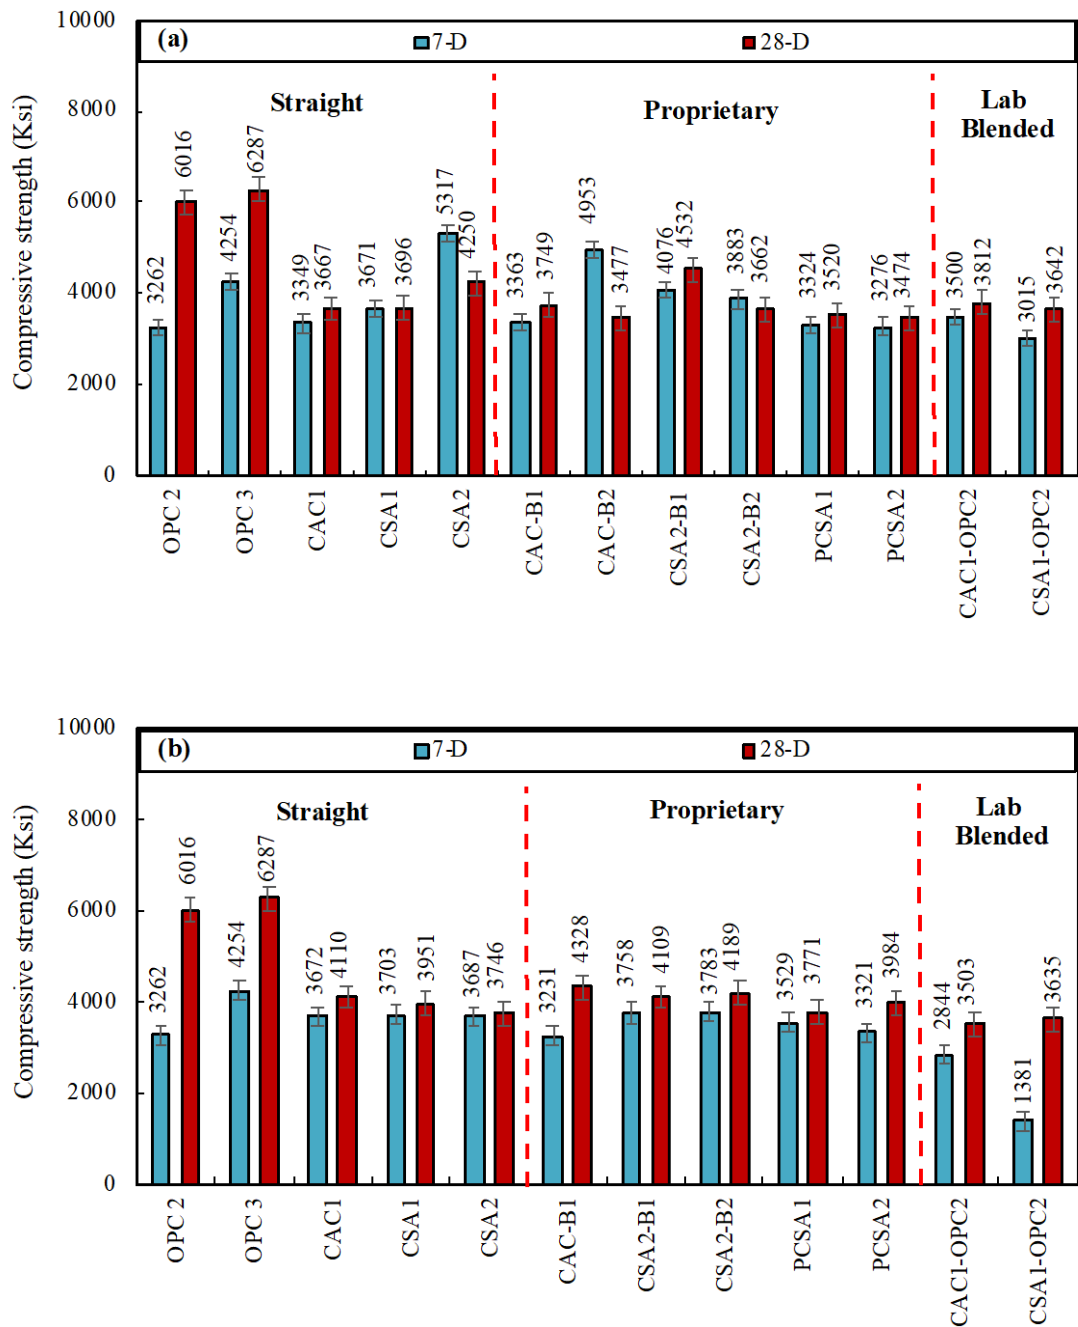 10000
(a)
7-D
28-D
8000
6000
4000
2000
0
Compressive strength (Ksi)
Straight
Proprietary
Lab
Blended
3262
6016
4254
6287
3349
3667
3671
3696
5317
4250
3363
3749
4953
3477
4076
4532
3883
3662
3324
3520
3276
3474
3500
3812
3015
3642
OPC 2
OPC 3
CAC1
CSA1
CSA2
CAC-B1
CAC-B2
CSA2-B1
CSA2-B2
PCSA1
PCSA2
CAC1-OPC2
CSA1-OPC2
10000
(b)
7-D
28-D
8000
6000
4000
2000
0
Compressive strength (Ksi)
Straight
Proprietary
Lab
Blended
3262
6016
4254
6287
3672
4110
3703
3951
3687
3746
3231
4328
3758
4109
3783
4189
3529
3771
3321
3984
2844
3503
1381
3635
OPC 2
OPC 3
CAC1
CSA1
CSA2
CAC-B1
CSA2-B1
CSA2-B2
PCSA1
PCSA2
CAC1-OPC2
CSA1-OPC2